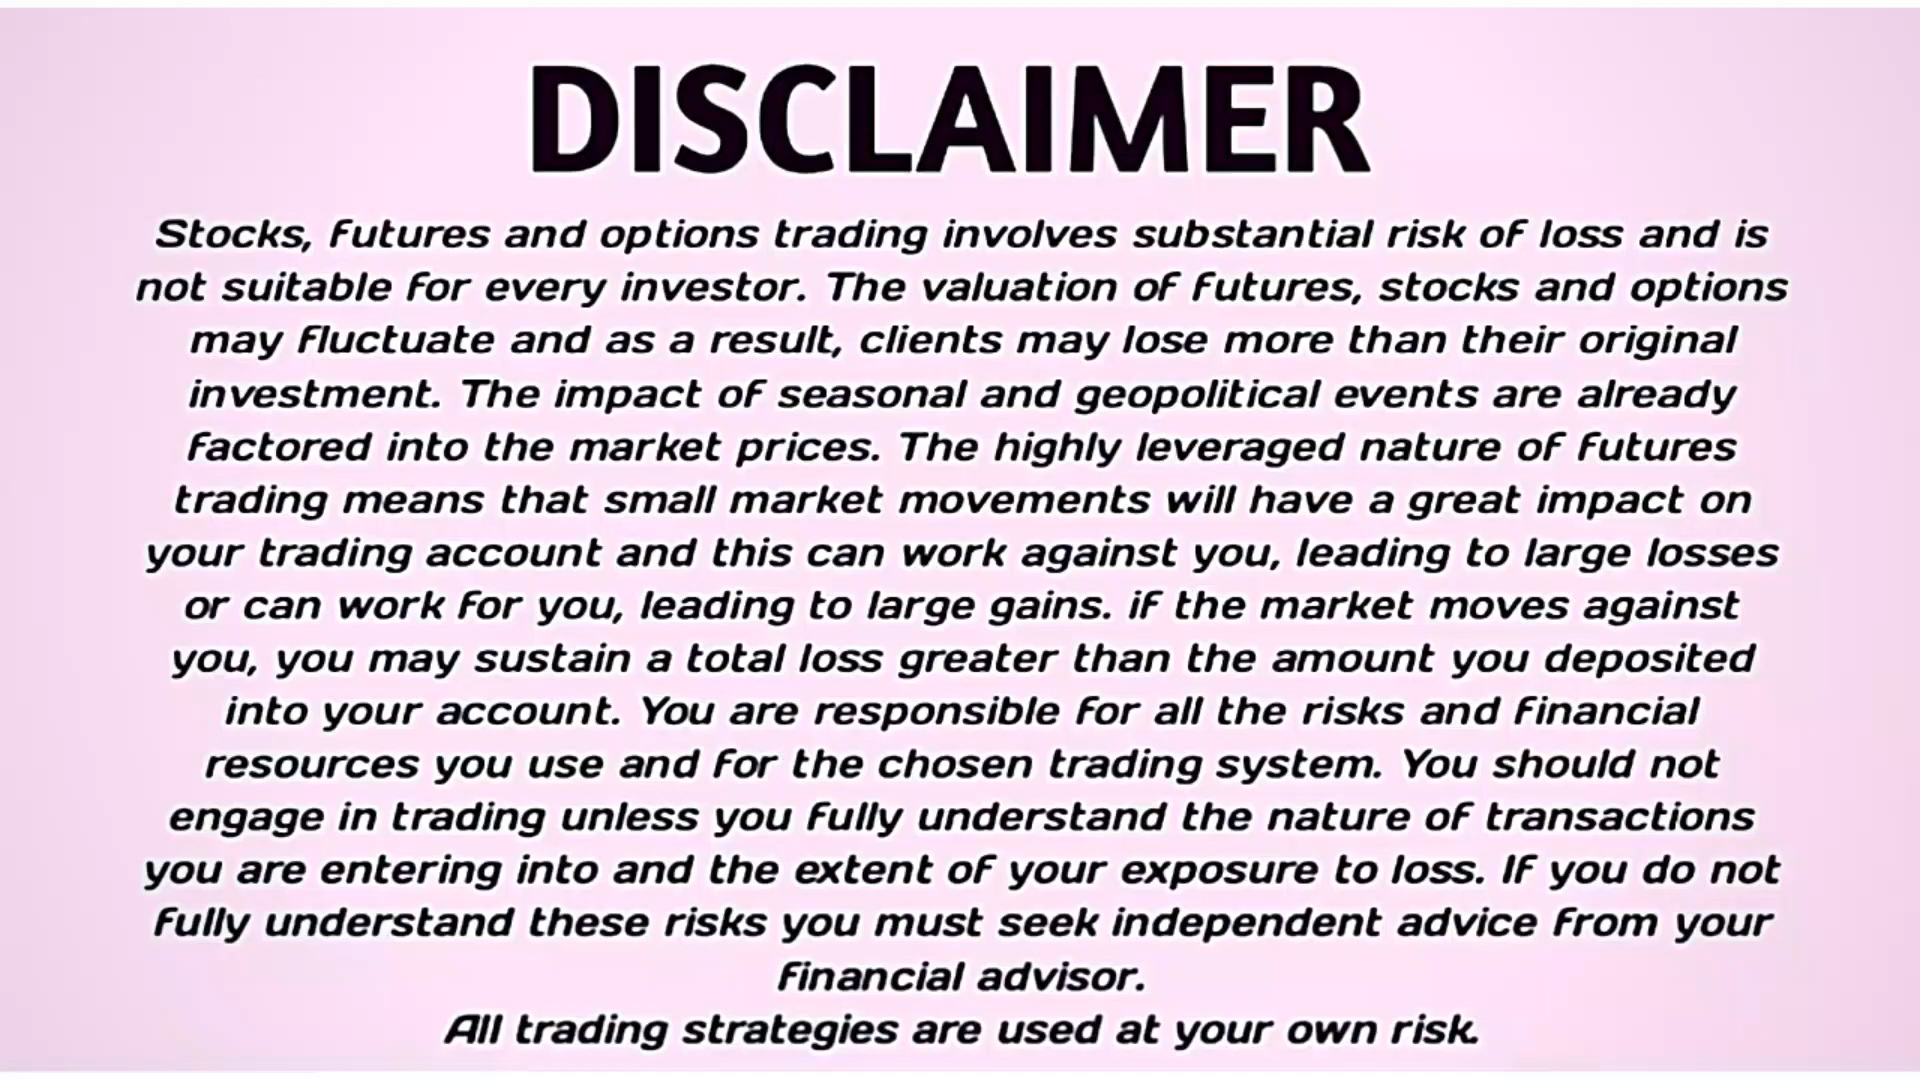 DISCLAIMER
Stocks, futures and options trading involves substantial risk of loss and is
not suitable for every investor. The valuation of futures, stocks and options
may fluctuate and as a result, clients may lose more than their original
investment. The impact of seasonal and geopolitical events are already
factored into the market prices. The highly leveraged nature of futures
trading means that small market movements will have a great impact on
your trading account and this can work against you, leading to large losses
or can work for you, leading to large gains. if the market moves against
you, you may sustain a total loss greater than the amount you deposited
into your account. You are responsible for all the risks and financial
resources you use and for the chosen trading system. You should not
engage in trading unless you fully understand the nature of transactions
you are entering into and the extent of your exposure to loss. If you do not
fully understand these risks you must seek independent advice from your
financial advisor.
All trading strategies are used at your own risk.